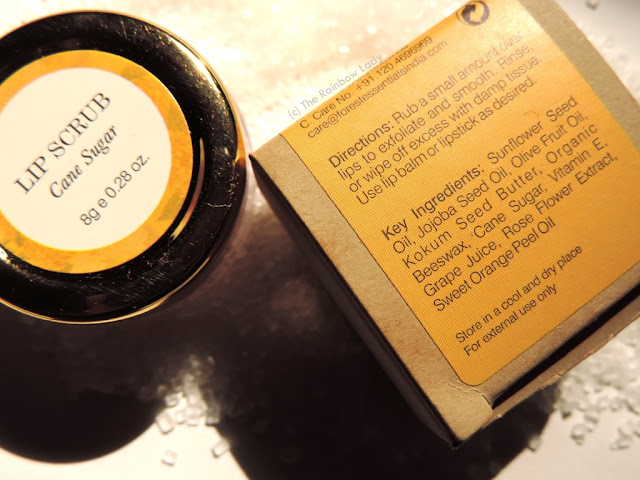 LIP SCRUB
Cane Sugar
8g e 0.28 oz.
(c) The Rainbow Lady
C. Care No. +91 120 4696969
care@forestessentialsindia.com
Directions: Rub a small amount over
lips to exfoliate and smooth. Rinse,
or wipe off excess with damp tissue.
Use lip balm or lipstick as desired.
Key Ingredients: Sunflower Seed
Oil, Jojoba Seed Oil, Olive Fruit Oil,
Kokum Seed Butter, Organic
Beeswax, Cane Sugar, Vitamin E,
Grape Juice, Rose Flower Extract,
Sweet Orange Peel Oil
Store in a cool and dry place
For external use only